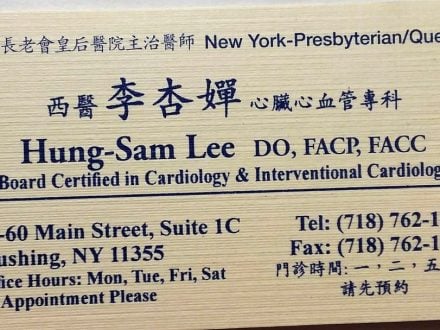 長老會皇后醫院主治醫師 New York-Presbyterian/Que
西醫 李杏嬋 心臟心血管專科
Hung-Sam Lee DO, FACP, FACC
Board Certified in Cardiology & Interventional Cardiolog
-60 Main Street, Suite 1C
ushing, NY 11355
fice Hours: Mon, Tue, Fri, Sat
Appointment Please
Tel: (718) 762-1
Fax: (718) 762-1
門診時間: 一, 二, 五
請先預約